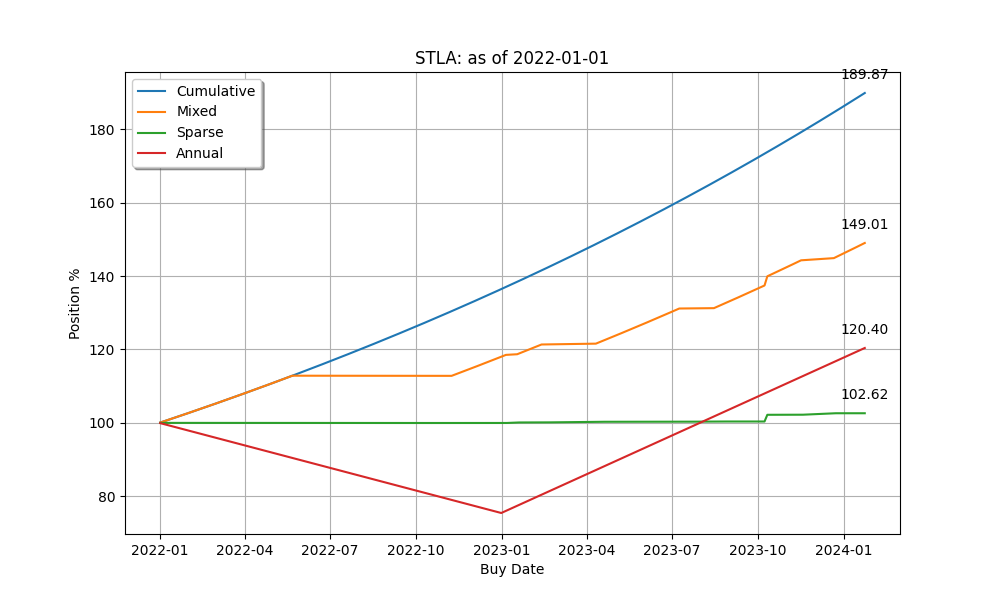 STLA: as of 2022-01-01
189.87
Cumulative
Mixed
Sparse
Annual
149.01
120.40
102.62
180
160
140
120
100
80
Position %
2022-01 2022-04 2022-07 2022-10 2023-01 2023-04 2023-07 2023-10 2024-01
Buy Date